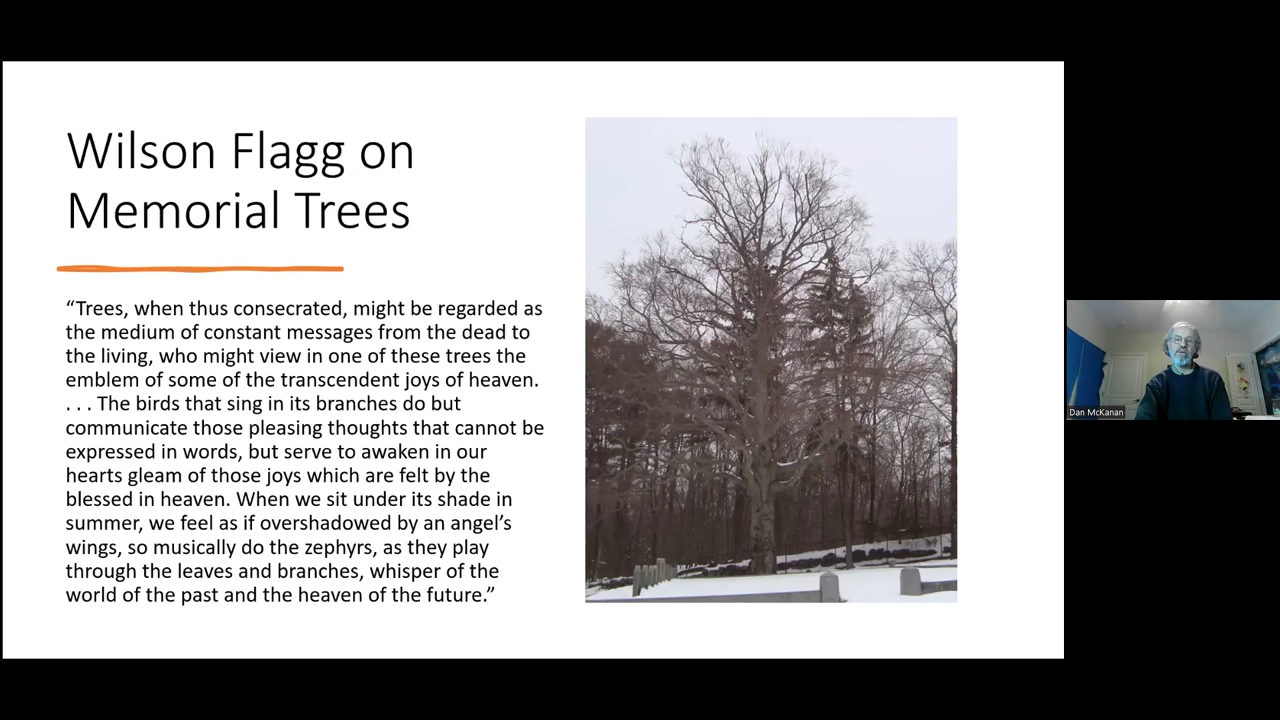 Wilson Flagg on
Memorial Trees
“Trees, when thus consecrated, might be regarded as
the medium of constant messages from the dead to
the living, who might view in one of these trees the
emblem of some of the transcendent joys of heaven.
. . . The birds that sing in its branches do but
communicate those pleasing thoughts that cannot be
expressed in words, but serve to awaken in our
hearts gleam of those joys which are felt by the
blessed in heaven. When we sit under its shade in
summer, we feel as if overshadowed by an angel’s
wings, so musically do the zephyrs, as they play
through the leaves and branches, whisper of the
world of the past and the heaven of the future.”
Dan McKanan